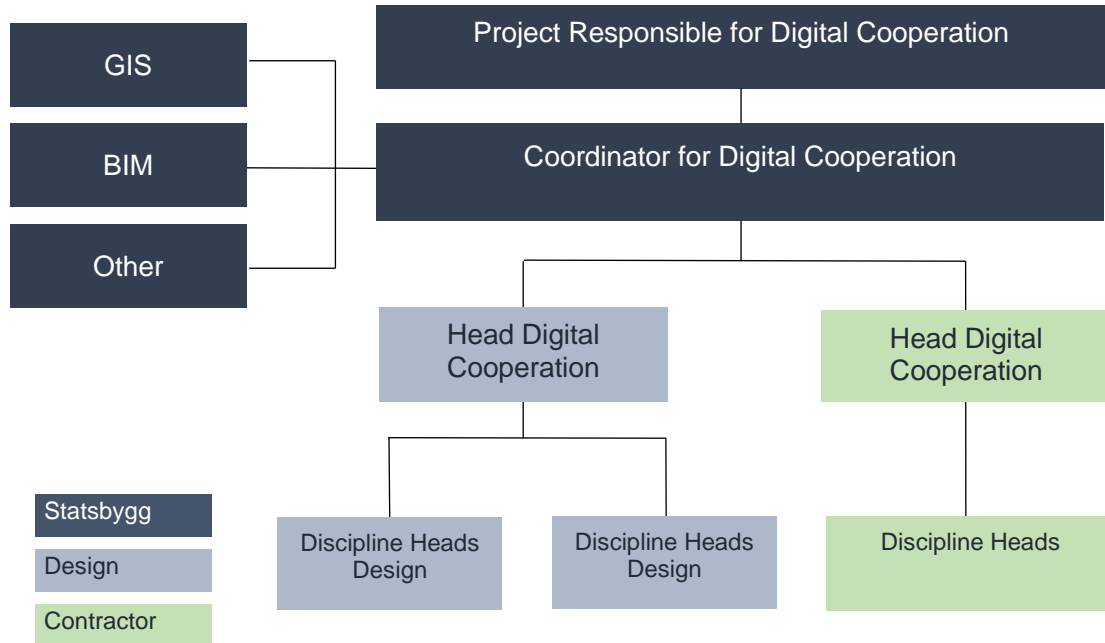 Project Responsible for Digital Cooperation
GIS
BIM
Coordinator for Digital Cooperation
Other
Head Digital
Cooperation
Head Digital
Cooperation
Statsbygg
Design
Contractor
Discipline Heads
Design
Discipline Heads
Design
Discipline Heads